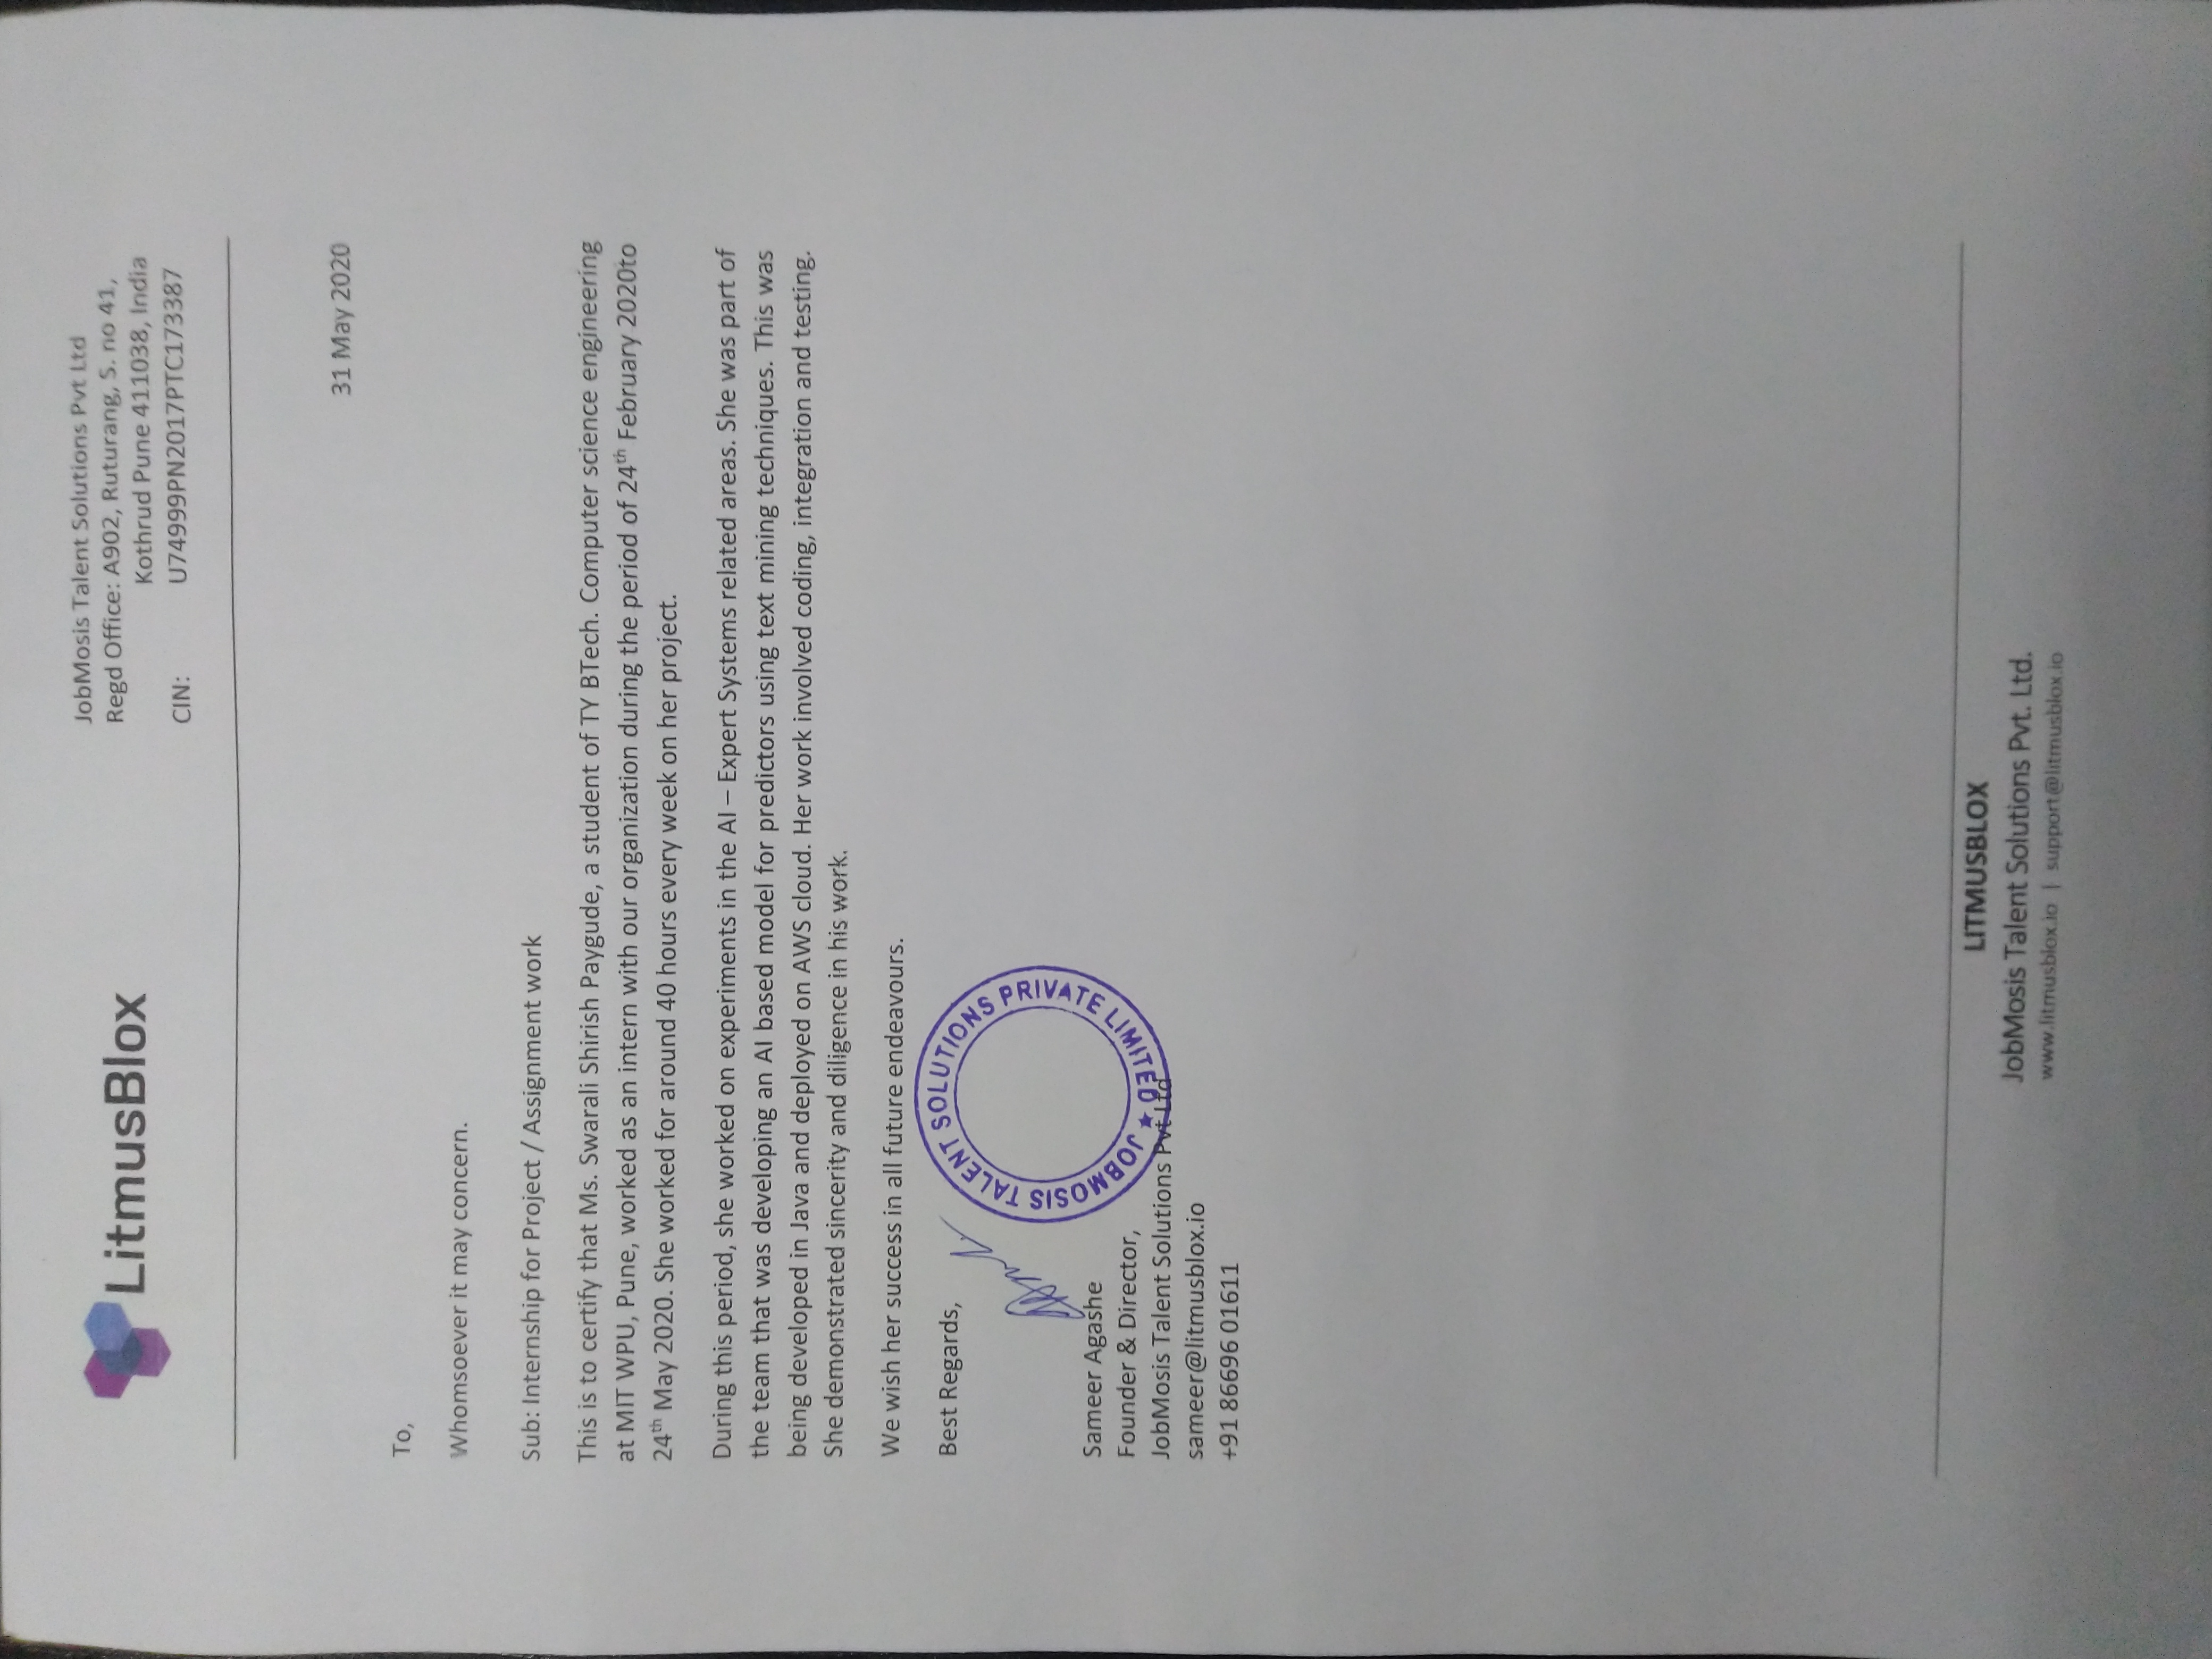 LitmusBlox
JobMosis Talent Solutions Pvt Ltd
Regd Office: A902, Ruturang, S. no 41,
Kothrud Pune 411038, India
CIN: U74999PN2017PTC173387
31 May 2020
To,
Whomsoever it may concern.
Sub: Internship for Project / Assignment work
This is to certify that Ms. Swarali Shirish Paygude, a student of TY BTech. Computer science engineering
at MIT WPU, Pune, worked as an intern with our organization during the period of 24th February 2020to
24th May 2020. She worked for around 40 hours every week on her project.
During this period, she worked on experiments in the AI – Expert Systems related areas. She was part of
the team that was developing an AI based model for predictors using text mining techniques. This was
being developed in Java and deployed on AWS cloud. Her work involved coding, integration and testing.
She demonstrated sincerity and diligence in his work.
We wish her success in all future endeavours.
Best Regards,
JOBMOSIS TALENT SOLUTIONS PRIVATE LIMITED ★
Sameer Agashe
Founder & Director,
JobMosis Talent Solutions Pvt Ltd
sameer@litmusblox.io
+91 86696 01611
LITMUSBLOX
JobMosis Talent Solutions Pvt. Ltd.
www.litmusblox.io | support@litmusblox.io